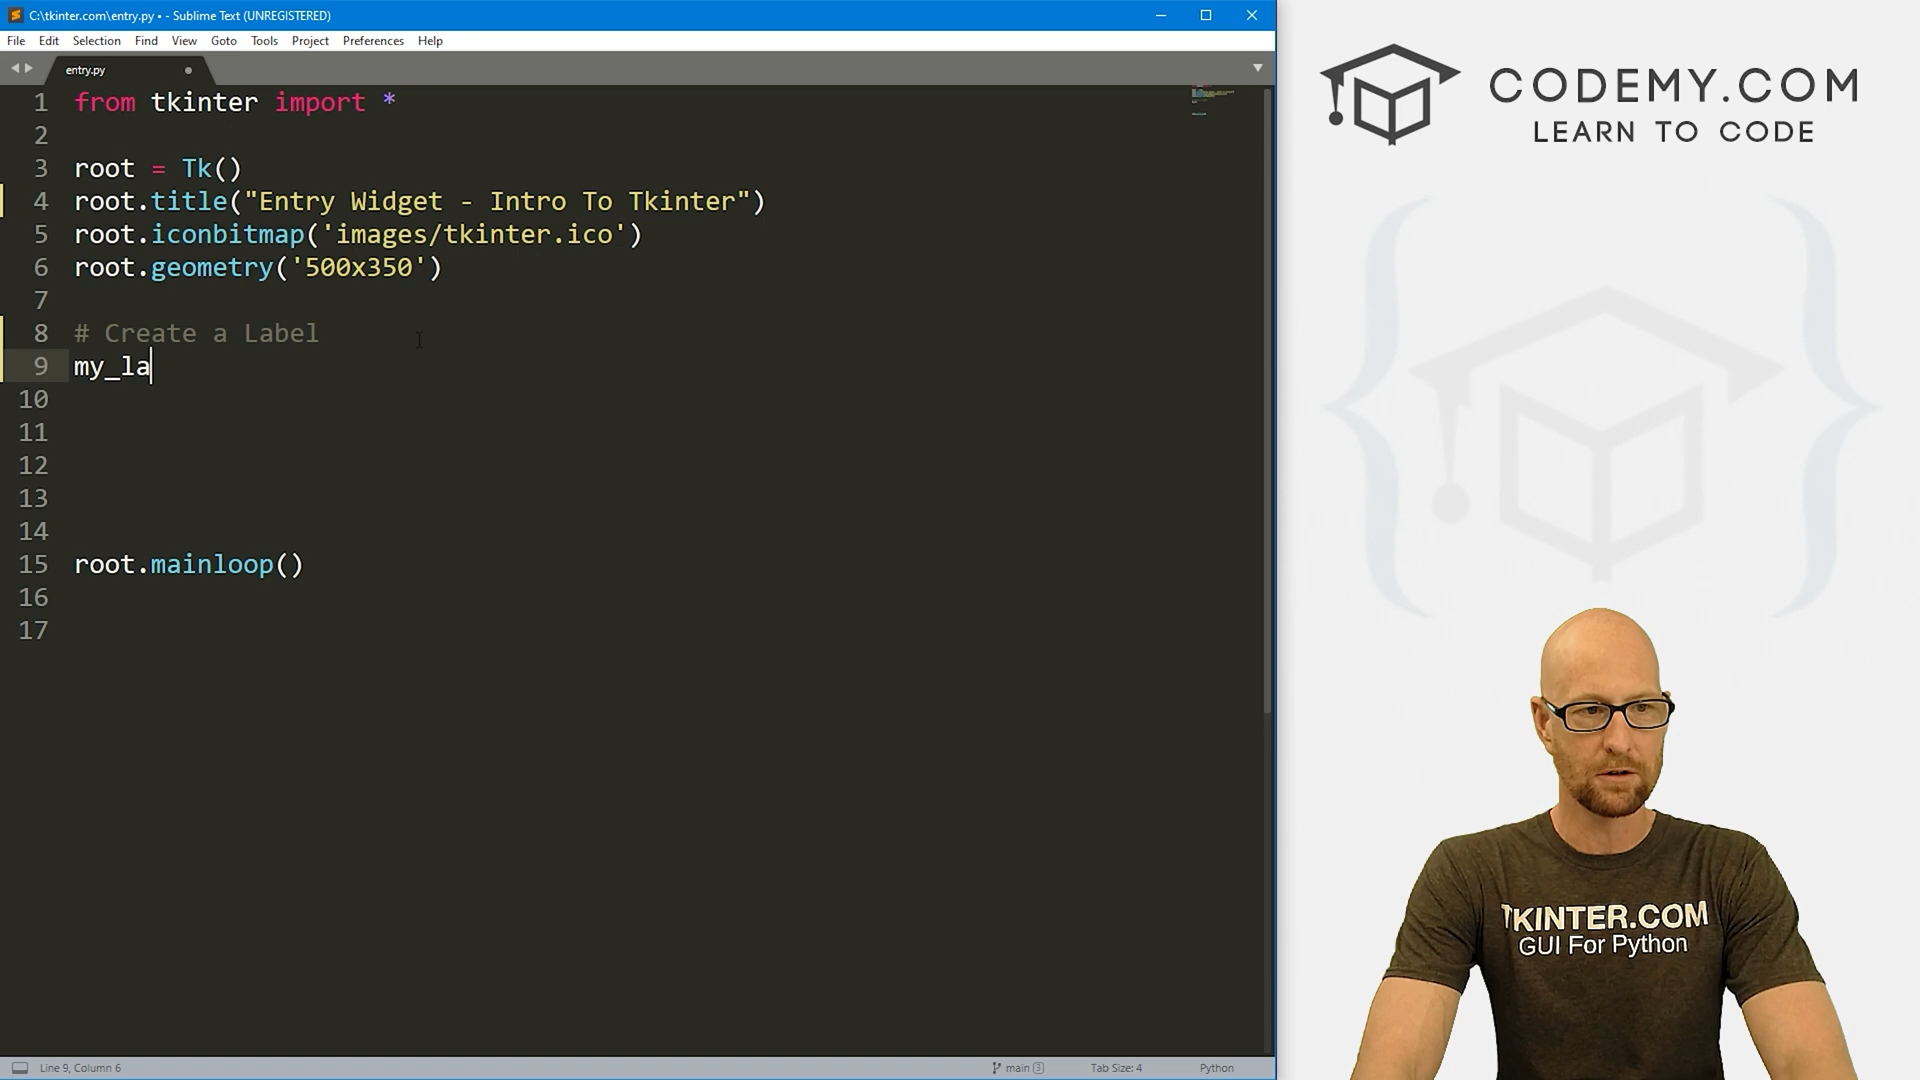 C:\tkinter.com\entry.py • - Sublime Text (UNREGISTERED)
File Edit Selection Find View Goto Tools Project Preferences Help
entry.py
1 from tkinter import *
2
3 root = Tk()
4 root.title("Entry Widget - Intro To Tkinter")
5 root.iconbitmap('images/tkinter.ico')
6 root.geometry('500x350')
7
8 # Create a Label
9 my_la
10
11
12
13
14
15 root.mainloop()
16
17
Line 9, Column 6
main 3
Tab Size: 4
Python
CODEMY.COM
LEARN TO CODE
TKINTER.COM
GUI For Python